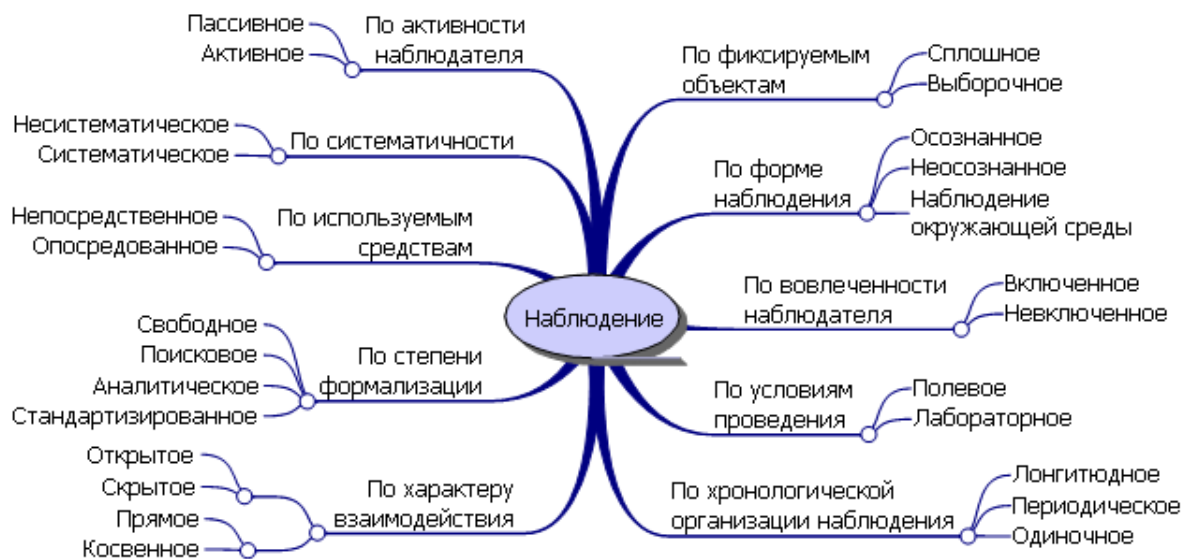 Пассивное
Активное
По активности
наблюдателя
Несистематическое
Систематическое
По систематичности
Непосредственное
Опосредованное
По используемым
средствам
Свободное
Поисковое
Аналитическое
Стандартизированное
По степени
формализации
Открытое
Скрытое
Прямое
Косвенное
По характеру
взаимодействия
Наблюдение
По фиксируемым
объектам
Сплошное
Выборочное
По форме
наблюдения
Осознанное
Неосознанное
Наблюдение
окружающей среды
По вовлеченности
наблюдателя
Включенное
Невключенное
По условиям
проведения
Полевое
Лабораторное
По хронологической
организации наблюдения
Лонгитюдное
Периодическое
Одиночное